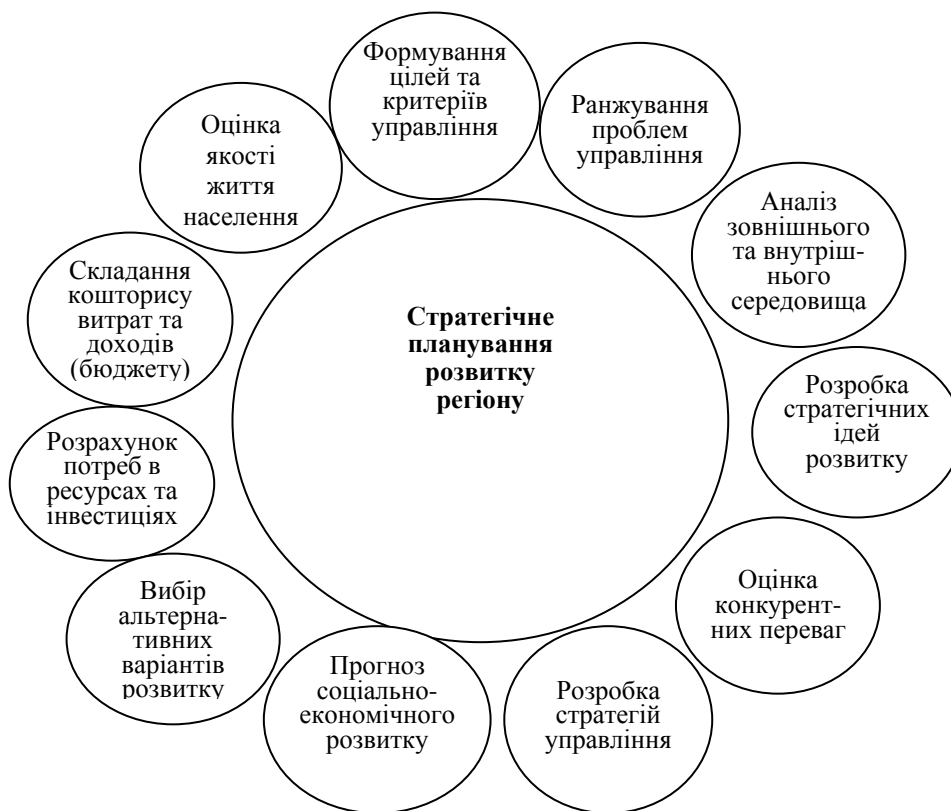 Формування
цілей та
критеріїв
управління
Ранжування
проблем
управління
Аналіз
зовнішнього
та внутріш-
нього
середовища
Розробка
стратегічних
ідей
розвитку
Оцінка
конкурент-
них переваг
Розробка
стратегій
управління
Прогноз
соціально-
економічного
розвитку
Вибір
альтерна-
тивних
варіантів
розвитку
Розрахунок
потреб в
ресурсах та
інвестиціях
Складання
кошторису
витрат та
доходів
(бюджету)
Оцінка
якості
життя
населення
Стратегічне
планування
розвитку
регіону